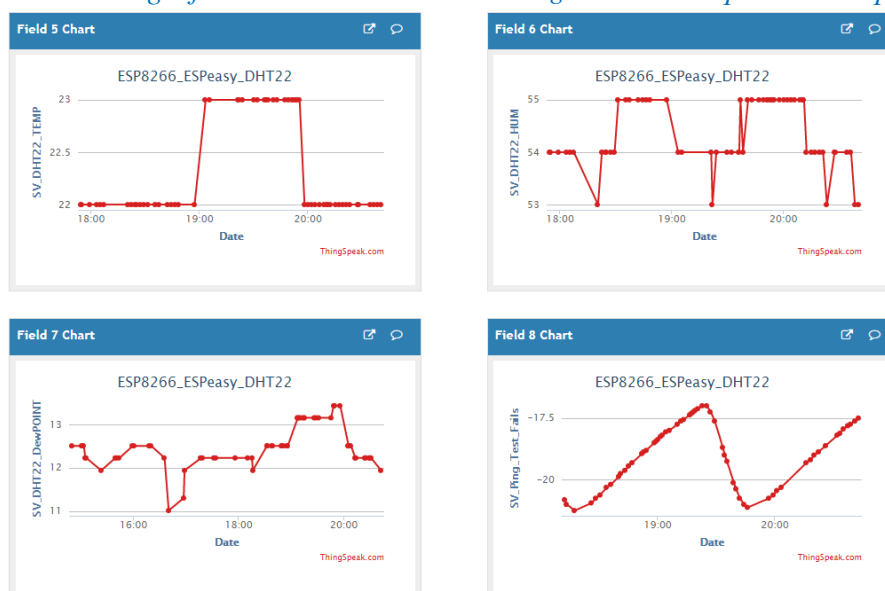 Field 5 Chart
ESP8266_ESPeasy_DHT22
SV_DHT22_TEMP
23
22.5
22
18:00 19:00 20:00
Date
ThingSpeak.com
Field 6 Chart
ESP8266_ESPeasy_DHT22
SV_DHT22_HUM
55
54
53
18:00 19:00 20:00
Date
ThingSpeak.com
Field 7 Chart
ESP8266_ESPeasy_DHT22
SV_DHT22_DewPOINT
13
12
11
16:00 18:00 20:00
Date
ThingSpeak.com
Field 8 Chart
ESP8266_ESPeasy_DHT22
SV_Ping_Test_Fails
-17.5
-20
19:00 20:00
Date
ThingSpeak.com